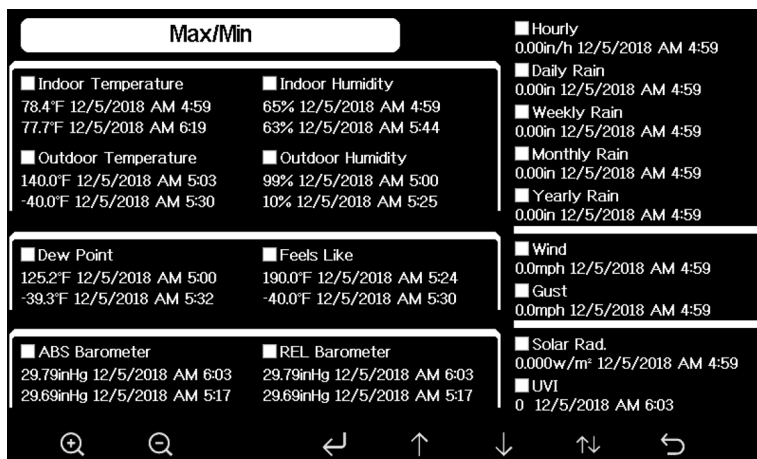 Max/Min
Indoor Temperature
78.4°F 12/5/2018 AM 4:59
77.7°F 12/5/2018 AM 6:19
Indoor Humidity
65% 12/5/2018 AM 4:59
63% 12/5/2018 AM 5:44
Outdoor Temperature
140.0°F 12/5/2018 AM 5:03
-40.0°F 12/5/2018 AM 5:30
Outdoor Humidity
99% 12/5/2018 AM 5:00
10% 12/5/2018 AM 5:25
Dew Point
125.2°F 12/5/2018 AM 5:00
-39.3°F 12/5/2018 AM 5:32
Feels Like
190.0°F 12/5/2018 AM 5:24
-40.0°F 12/5/2018 AM 5:30
ABS Barometer
29.79inHg 12/5/2018 AM 6:03
29.69inHg 12/5/2018 AM 5:17
REL Barometer
29.79inHg 12/5/2018 AM 6:03
29.69inHg 12/5/2018 AM 5:17
Hourly
0.00in/h 12/5/2018 AM 4:59
Daily Rain
0.00in 12/5/2018 AM 4:59
Weekly Rain
0.00in 12/5/2018 AM 4:59
Monthly Rain
0.00in 12/5/2018 AM 4:59
Yearly Rain
0.00in 12/5/2018 AM 4:59
Wind
0.0mph 12/5/2018 AM 4:59
Gust
0.0mph 12/5/2018 AM 4:59
Solar Rad.
0.000w/m² 12/5/2018 AM 4:59
UVI
0 12/5/2018 AM 6:03